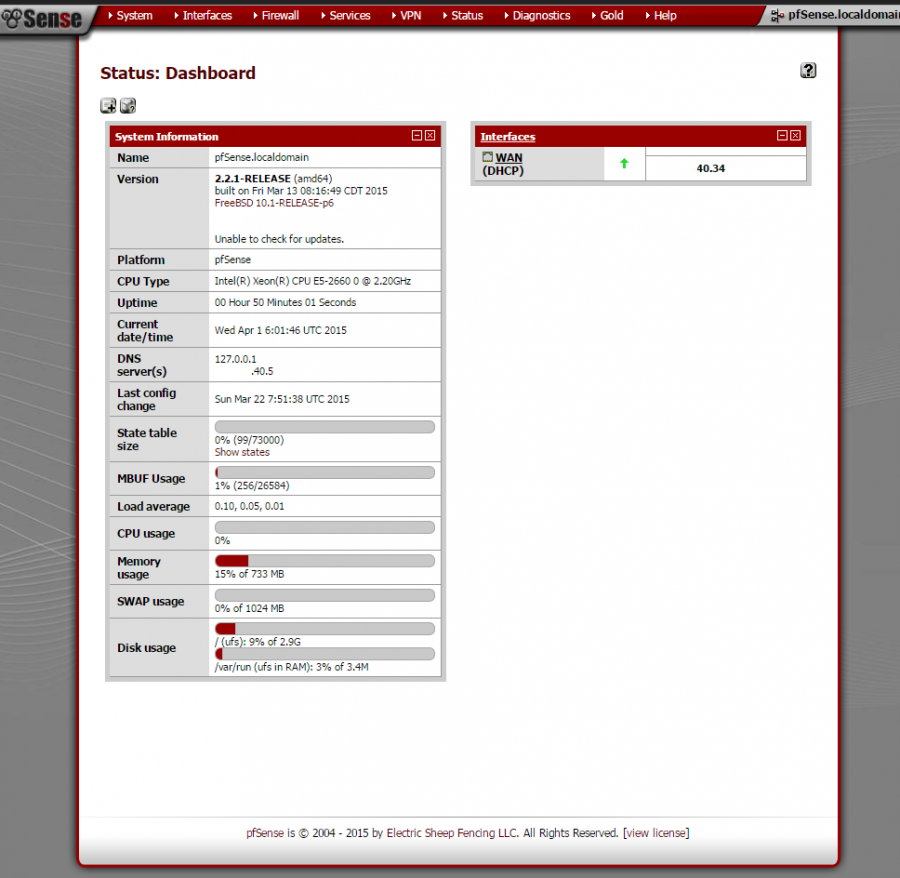 Sense
System Interfaces Firewall Services VPN Status Diagnostics Gold Help
pfSense.localdomain
Status: Dashboard
?
System Information
Name pfSense.localdomain
Version 2.2.1-RELEASE (amd64)
built on Fri Mar 13 08:16:49 CDT 2015
FreeBSD 10.1-RELEASE-p6
Unable to check for updates.
Platform pfSense
CPU Type Intel(R) Xeon(R) CPU E5-2660 0 @ 2.20GHz
Uptime 00 Hour 50 Minutes 01 Seconds
Current
date/time Wed Apr 1 6:01:46 UTC 2015
DNS 127.0.0.1
server(s) .40.5
Last config
change Sun Mar 22 7:51:38 UTC 2015
State table
size 0% (99/73000)
Show states
MBUF Usage 1% (256/26584)
Load average 0.10, 0.05, 0.01
CPU usage 0%
Memory
usage 15% of 733 MB
SWAP usage 0% of 1024 MB
Disk usage / (ufs): 9% of 2.9G
/var/run (ufs in RAM): 3% of 3.4M
Interfaces
WAN
(DHCP) 40.34
pfSense is © 2004 - 2015 by Electric Sheep Fencing LLC. All Rights Reserved. [view license]